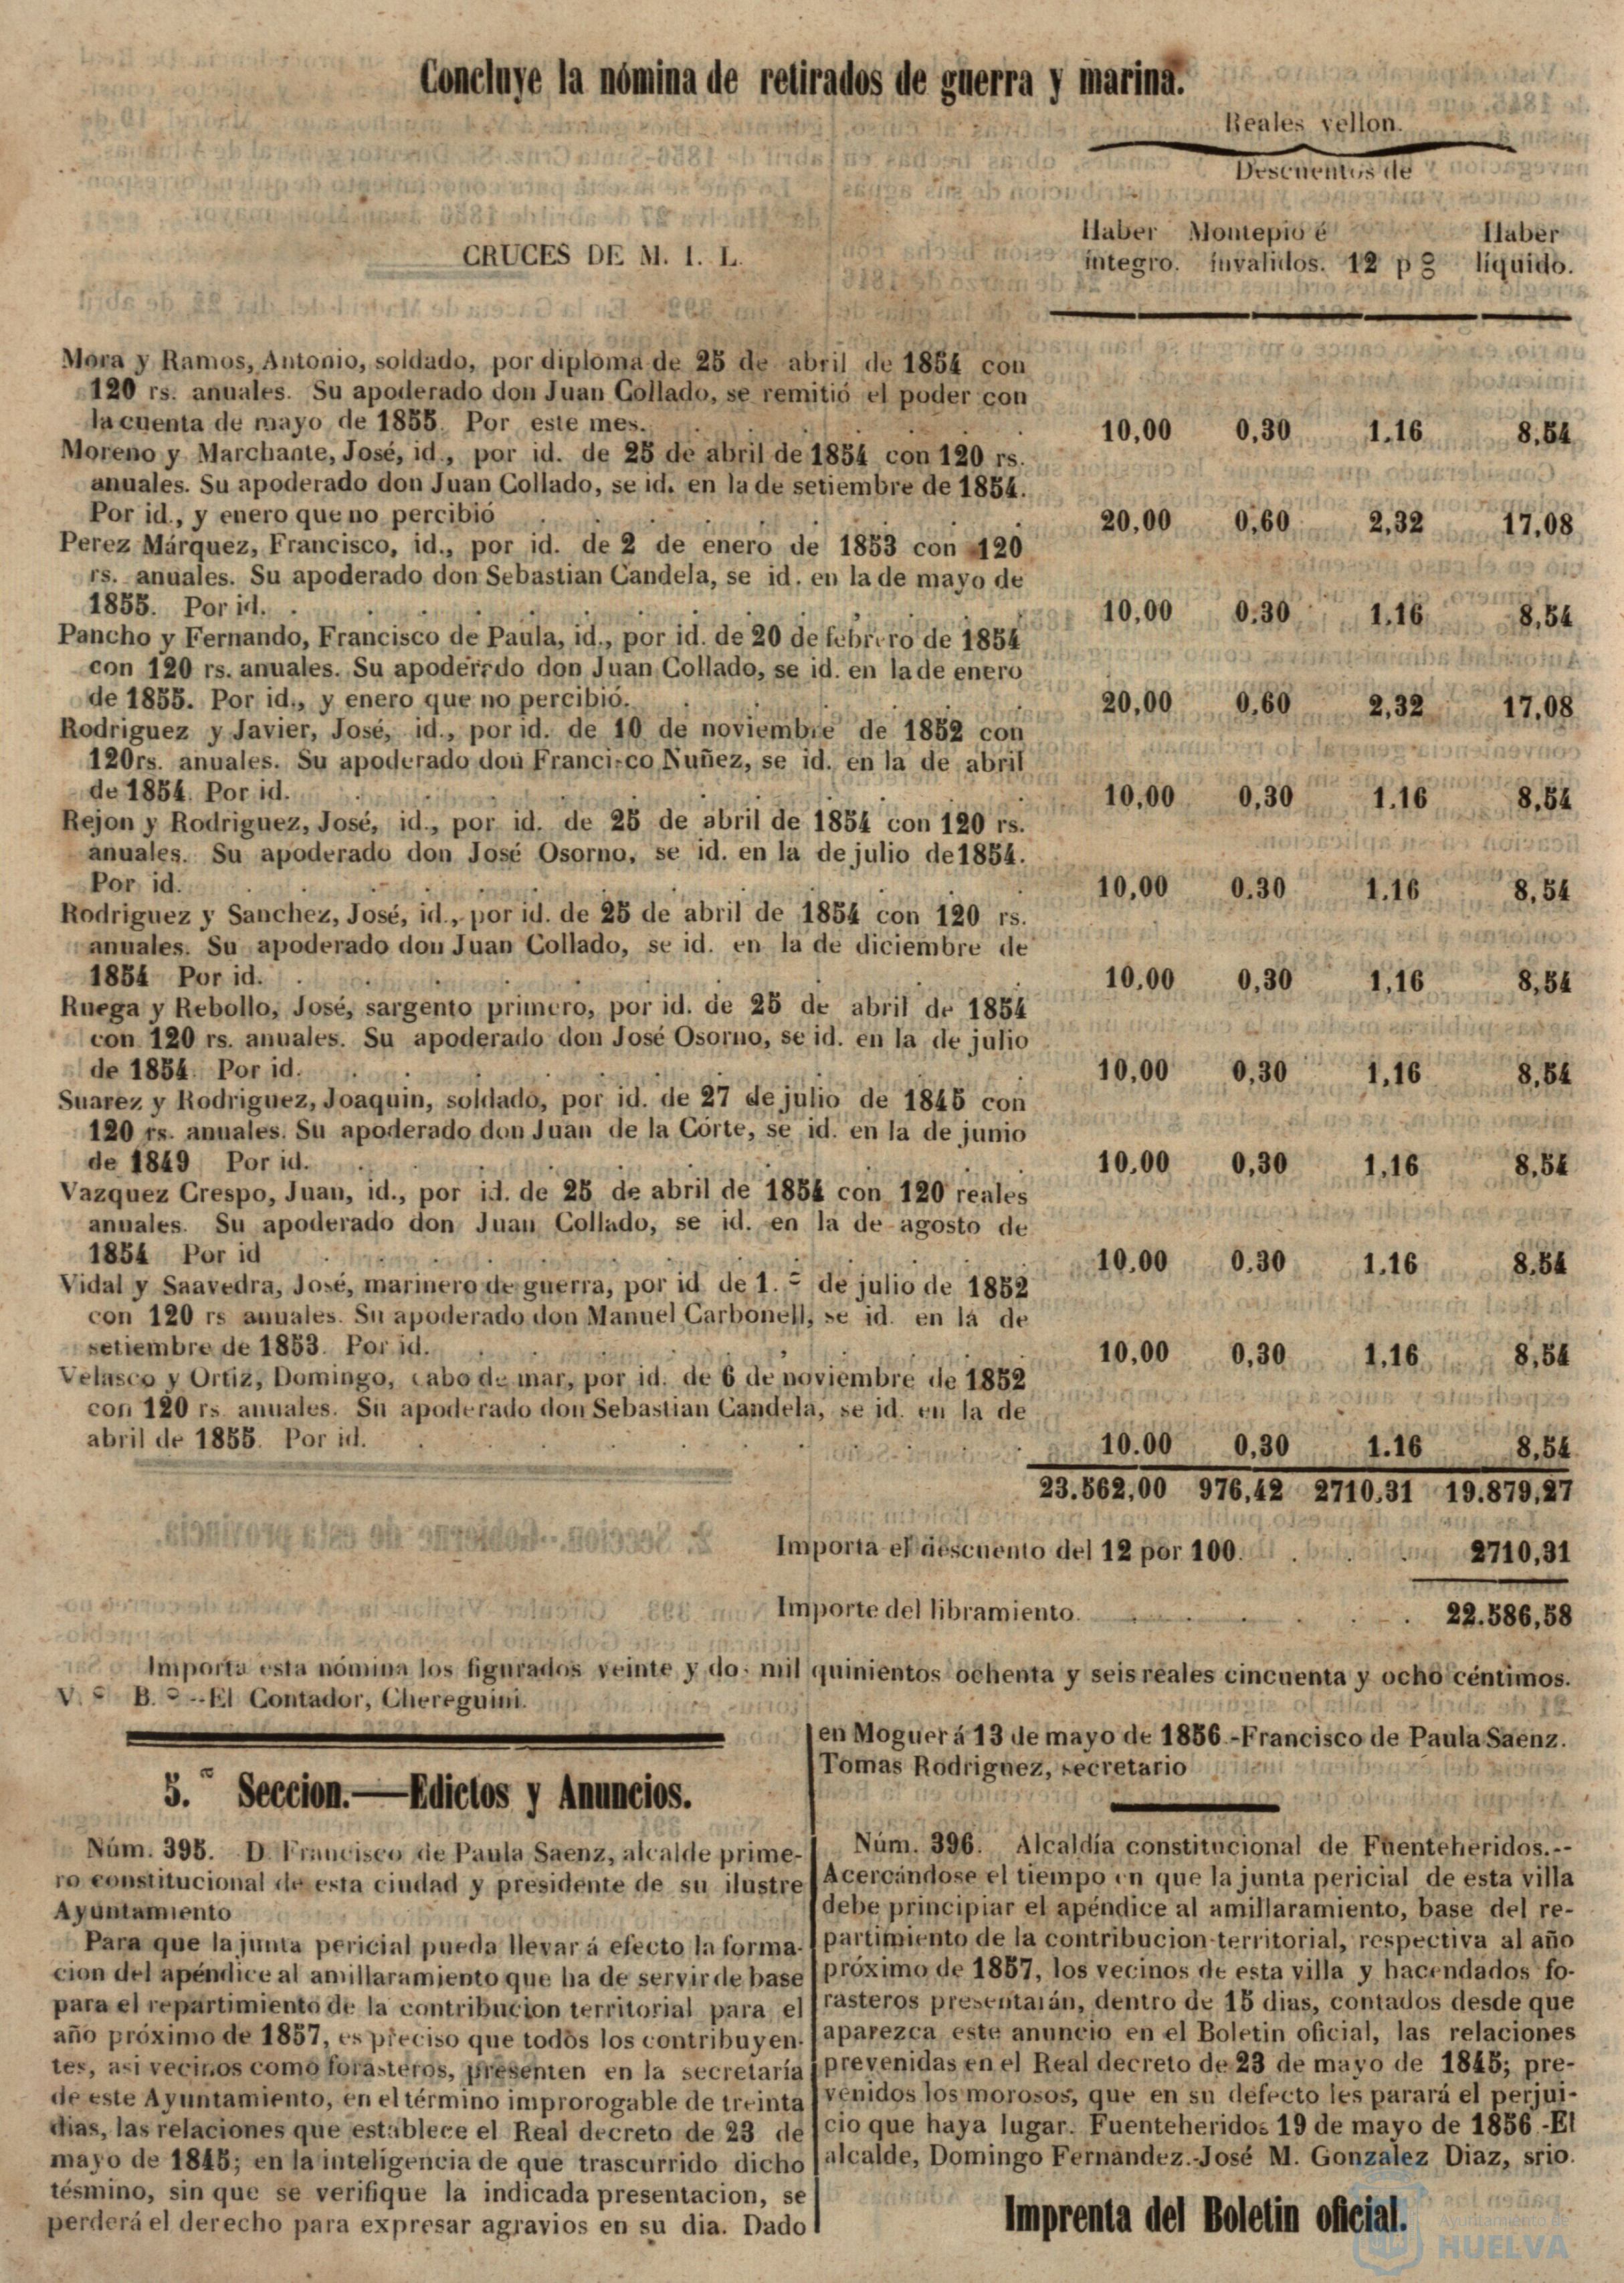 Concluye la nómina de retirados de guerra y marina.
Reales vellon.
Descuentos de
Haber Montepio é Haber
íntegro. inválidos. 12 p% líquido.
CRUCES DE M. I. L.
Mora y Ramos, Antonio, soldado, por diploma de 25 de abril de 1854 con
120 rs. anuales. Su apoderado don Juan Collado, se remitió el poder con
la cuenta de mayo de 1855. Por este mes. 10,00 0,30 1,16 8,54
Moreno y Marchante, José, id., por id. de 25 de abril de 1854 con 120 rs.
anuales. Su apoderado don Juan Collado, se id. en la de setiembre de 1854.
Por id., y enero que no percibió 20,00 0,60 2,32 17,08
Perez Márquez, Francisco, id., por id. de 2 de enero de 1853 con 120
rs. anuales. Su apoderado don Sebastian Candela, se id. en la de mayo de
1855. Por id. 10,00 0.30 1,16 8,54
Pancho y Fernando, Francisco de Paula, id., por id. de 20 de febrero de 1854
con 120 rs. anuales. Su apoderrdo don Juan Collado, se id. en la de enero
de 1855. Por id., y enero que no percibió. 20,00 0,60 2,32 17,08
Rodriguez y Javier, José, id., por id. de 10 de noviembre de 1852 con
120rs. anuales. Su apoderado don Francisco Nuñez, se id. en la de abril
de 1854. Por id. 10,00 0,30 1.16 8,54
Rejon y Rodriguez, José, id., por id. de 25 de abril de 1854 con 120 rs.
anuales. Su apoderado don José Osorno, se id. en la de julio de 1854.
Por id. 10,00 0.30 1.16 8,54
Rodriguez y Sanchez, José, id., por id. de 25 de abril de 1854 con 120 rs.
anuales. Su apoderado don Juan Collado, se id. en la de diciembre de
1854 Por id. 10,00 0,30 1,16 8,54
Ruega y Rebollo, José, sargento primero, por id. de 25 de abril de 1854
con 120 rs. anuales. Su apoderado don José Osorno, se id. en la de julio
de 1854. Por id. 10,00 0,30 1,16 8,54
Suarez y Rodriguez, Joaquin, soldado, por id. de 27 de julio de 1845 con
120 rs. anuales. Su apoderado don Juan de la Córte, se id. en la de junio
de 1849 Por id. 10.00 0,30 1,16 8,54
Vazquez Crespo, Juan, id., por id. de 25 de abril de 1854 con 120 reales
anuales. Su apoderado don Juan Collado, se id. en la de agosto de
1854 Por id 10,00 0,30 1.16 8.54
Vidal y Saavedra, José, marinero de guerra, por id de 1.º de julio de 1852
con 120 rs anuales. Su apoderado don Manuel Carbonell, se id. en la de
setiembre de 1853. Por id. 10,00 0,30 1,16 8,54
Velasco y Ortiz, Domingo, cabo de mar, por id. de 6 de noviembre de 1852
con 120 rs anuales. Su apoderado don Sebastian Candela, se id. en la de
abril de 1855. Por id. 10.00 0,30 1.16 8,54
23.562,00 976,42 2710,31 19.879,27
Importa el descuento del 12 por 100. 2710,31
Importe del libramiento. 22.586,58
Importa esta nómina los figurados veinte y dos mil quinientos ochenta y seis reales cincuenta y ocho céntimos.
V.º B.º--El Contador, Chereguini.
5.ª Seccion.—Edictos y Anuncios.
Núm. 395. D. Francisco de Paula Saenz, alcalde prime-
ro constitucional de esta ciudad y presidente de su ilustre
Ayuntamiento
Para que la junta pericial pueda llevar á efecto la forma-
cion del apéndice al amillaramiento que ha de servir de base
para el repartimiento de la contribucion territorial para el
año próximo de 1857, es preciso que todos los contribuyen-
tes, asi vecinos como forasteros, presenten en la secretaría
de este Ayuntamiento, en el término improrogable de treinta
dias, las relaciones que establece el Real decreto de 23 de
mayo de 1845; en la inteligencia de que trascurrido dicho
tésmino, sin que se verifique la indicada presentacion, se
perderá el derecho para expresar agravios en su dia. Dado
en Moguer á 13 de mayo de 1856.-Francisco de Paula Saenz.
Tomas Rodriguez, secretario
Núm. 396. Alcaldía constitucional de Fuenteheridos.--
Acercándose el tiempo en que la junta pericial de esta villa
debe principiar el apéndice al amillaramiento, base del re-
partimiento de la contribucion territorial, respectiva al año
próximo de 1857, los vecinos de esta villa y hacendados fo-
rasteros presentarán, dentro de 15 dias, contados desde que
aparezca este anuncio en el Boletin oficial, las relaciones
prevenidas en el Real decreto de 23 de mayo de 1845; pre-
venidos los morosos, que en su defecto les parará el perjui-
cio que haya lugar. Fuenteheridos 19 de mayo de 1856.-El
alcalde, Domingo Fernandez.-José M. Gonzalez Diaz, srio.
Imprenta del Boletin oficial.
Ayuntamiento de
HUELVA